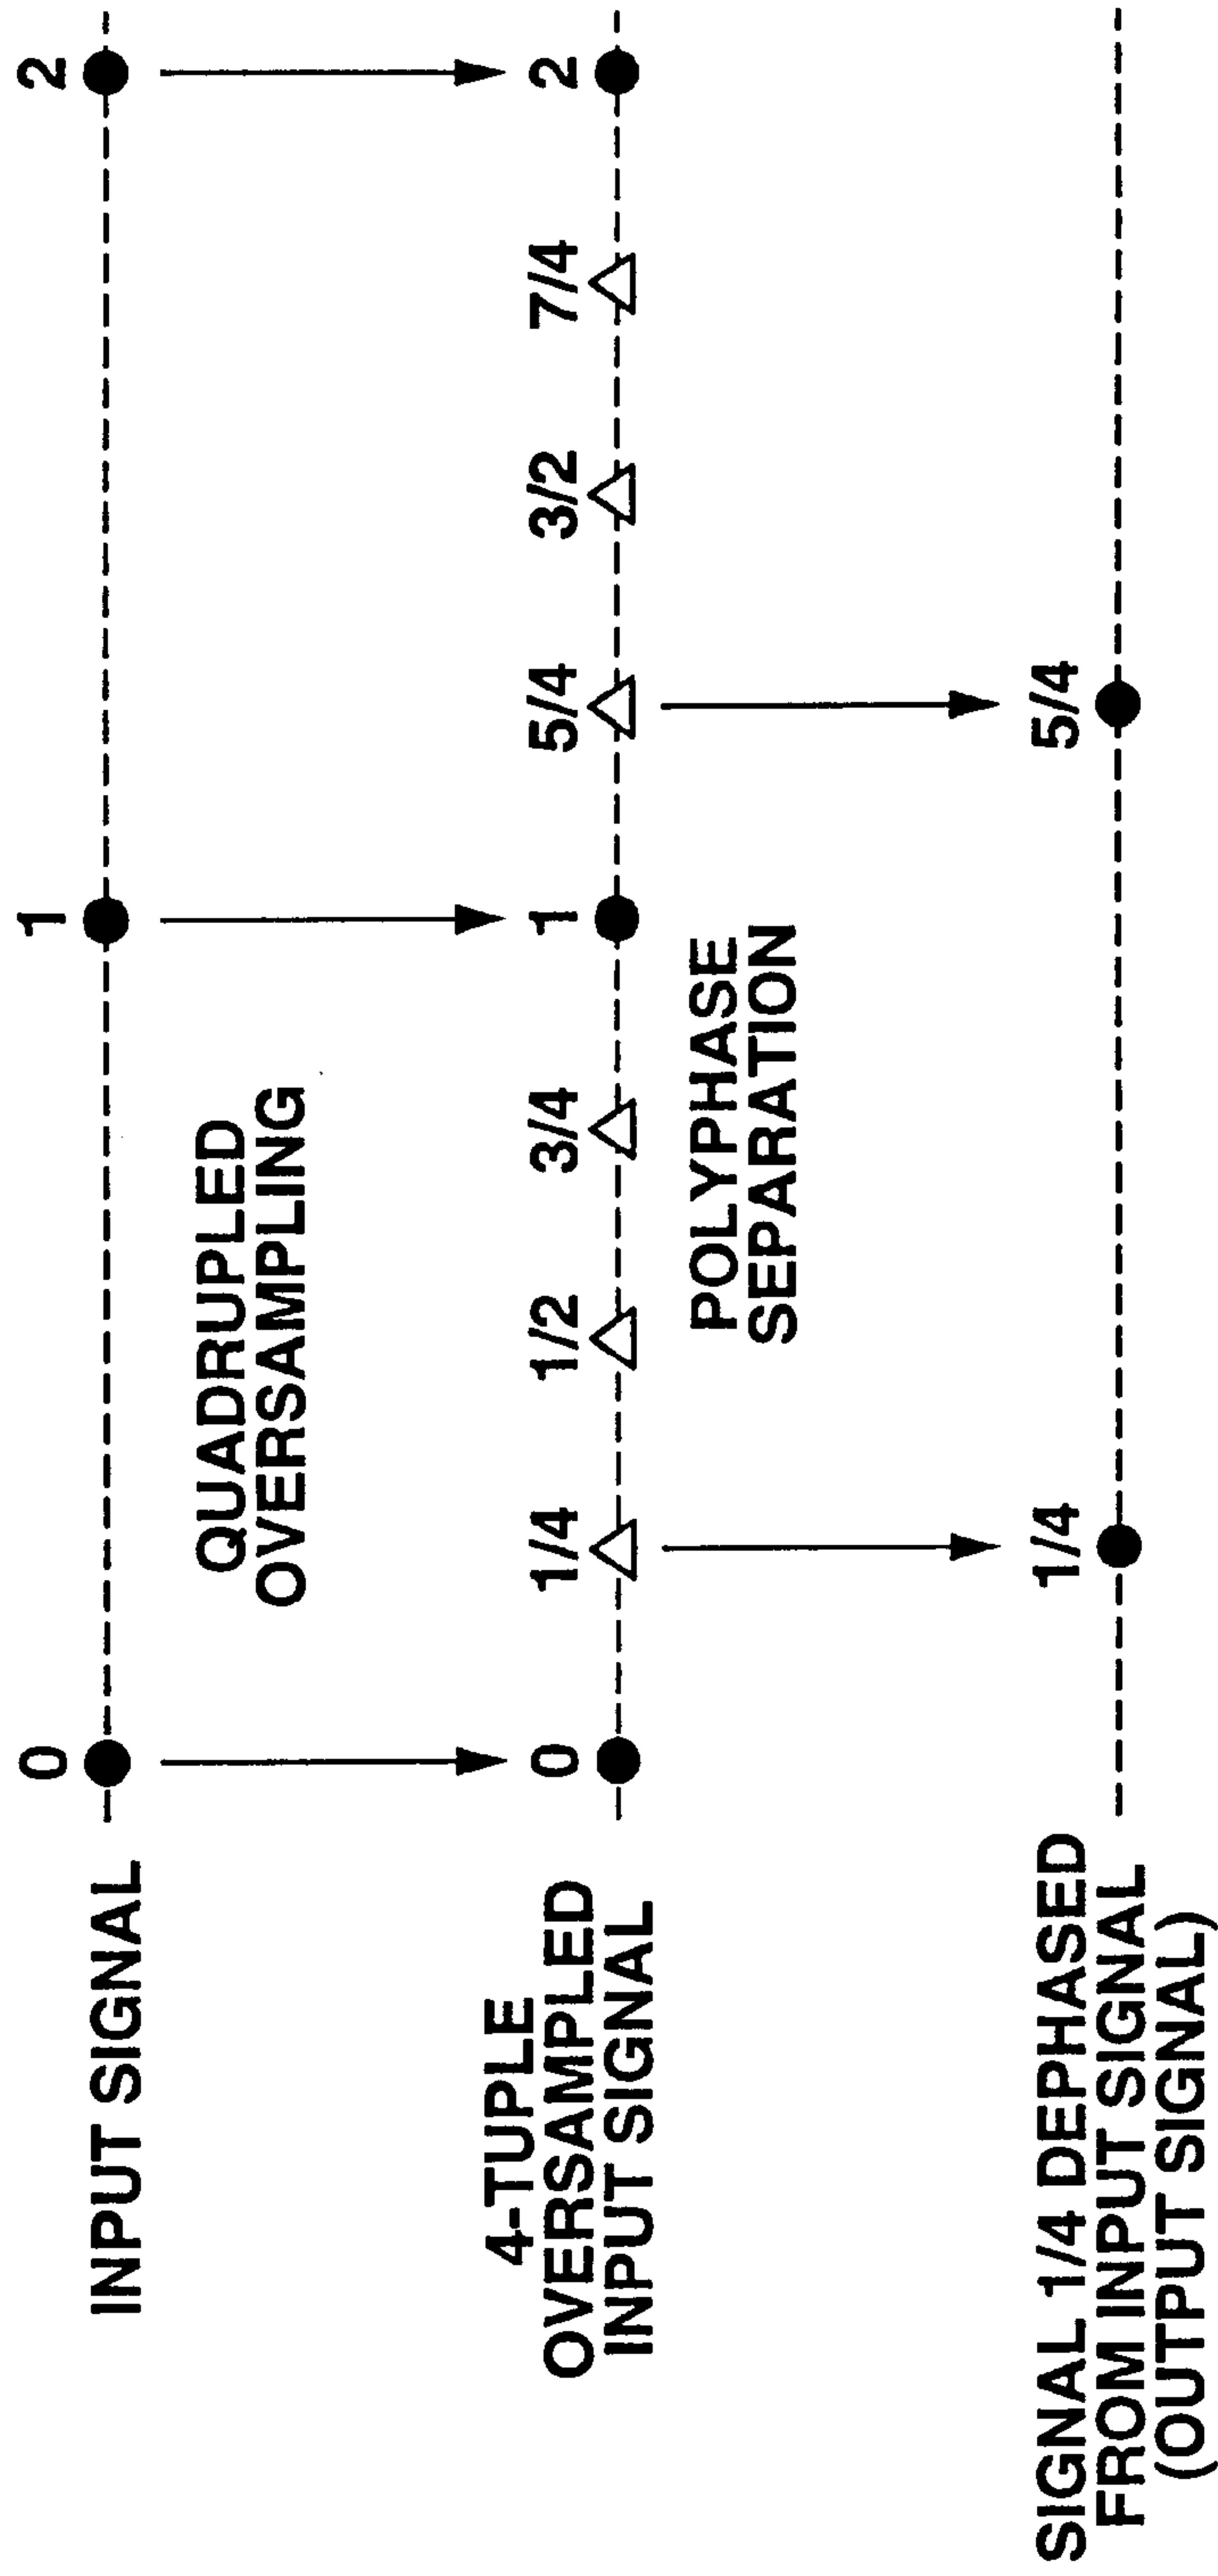 0
1
2
INPUT SIGNAL
QUADRUPLED
OVERSAMPLING
0
1/4
1/2
3/4
1
5/4
3/2
7/4
2
4-TUPLE
OVERSAMPLED
INPUT SIGNAL
POLYPHASE
SEPARATION
1/4
5/4
SIGNAL 1/4 DEPHASED
FROM INPUT SIGNAL
(OUTPUT SIGNAL)